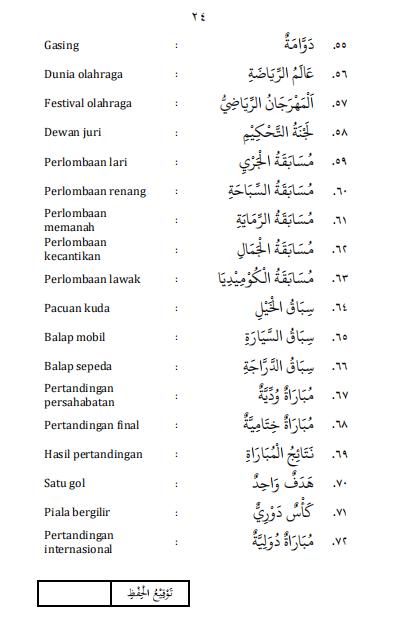 ٢٤
Gasing : دَوَّامَةٌ .٥٥
Dunia olahraga : عَالَمُ الرِّيَاضَةِ .٥٦
Festival olahraga : اَلْمَهْرَجَانُ الرِّيَاضِيُّ .٥٧
Dewan juri : لَجْنَةُ التَّحْكِيْمِ .٥٨
Perlombaan lari : مُسَابَقَةُ الْجَرْيِ .٥٩
Perlombaan renang : مُسَابَقَةُ السِّبَاحَةِ .٦٠
Perlombaan
memanah : مُسَابَقَةُ الرِّمَايَةِ .٦١
Perlombaan
kecantikan : مُسَابَقَةُ الْجَمَالِ .٦٢
Perlombaan lawak : مُسَابَقَةُ الْكُوْمِيْدِيَا .٦٣
Pacuan kuda : سِبَاقُ الْخَيْلِ .٦٤
Balap mobil : سِبَاقُ السَّيَارَةِ .٦٥
Balap sepeda : سِبَاقُ الدَّرَّاجَةِ .٦٦
Pertandingan
persahabatan : مُبَارَاةٌ وُدِّيَّةٌ .٦٧
Pertandingan final : مُبَارَاةٌ خِتَامِيَّةٌ .٦٨
Hasil pertandingan : نَتَائِجُ الْمُبَارَاةِ .٦٩
Satu gol : هَدَفٌ وَاحِدٌ .٧٠
Piala bergilir : كَأْسٌ دَوْرِيٌّ .٧١
Pertandingan
internasional : مُبَارَاةٌ دُوَلِيَّةٌ .٧٢
تَوْقِيْعُ الْحِفْظِ